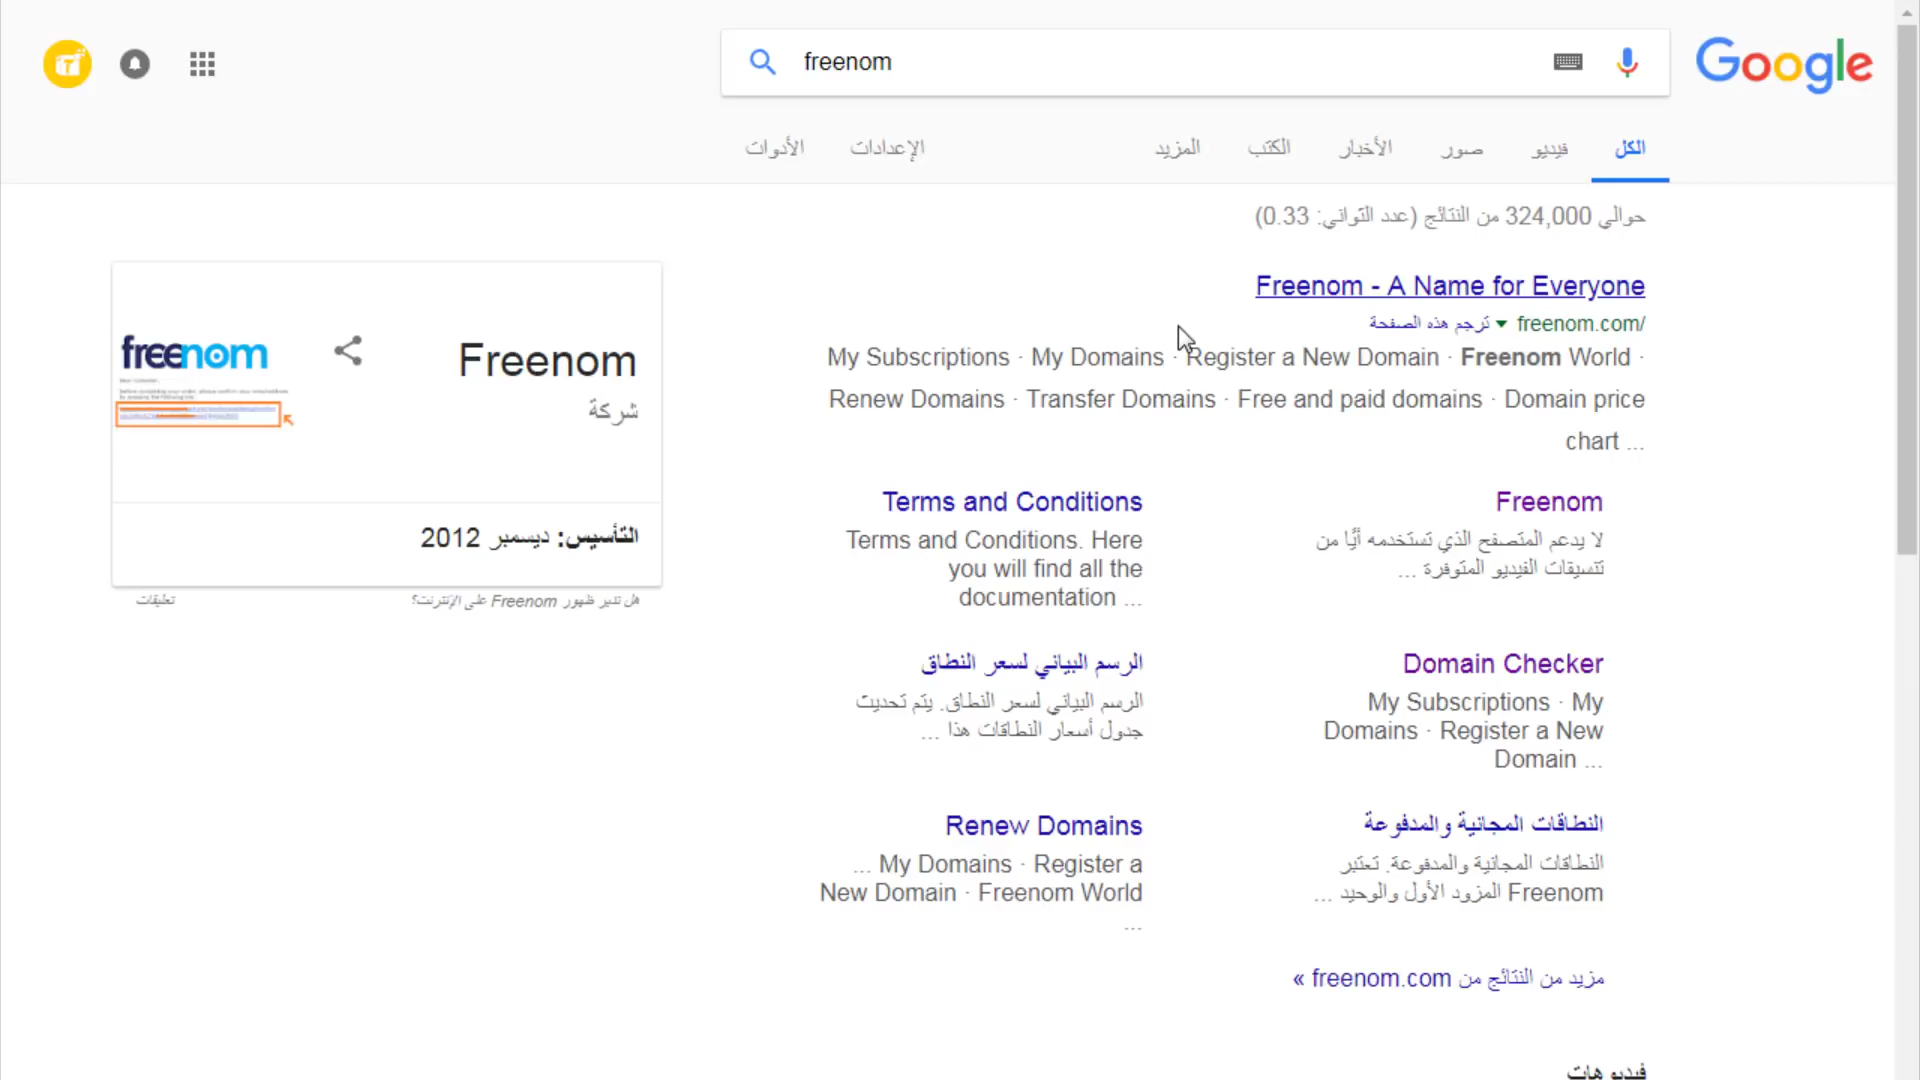 freenom
Google
الكل
فيديو
صور
الأخبار
الكتب
المزيد
الإعدادات
الأدوات
حوالي 324,000 من النتائج (عدد الثواني: 0.33)
Freenom - A Name for Everyone
freenom.com/ ▼ ترجم هذه الصفحة
My Subscriptions · My Domains · Register a New Domain · Freenom World ·
Renew Domains · Transfer Domains · Free and paid domains · Domain price
chart ...
Freenom
لا يدعم المتصفح الذي تستخدمه أيًا من
تنسيقات الفيديو المتوفرة ...
Terms and Conditions
Terms and Conditions. Here
you will find all the
documentation ...
Domain Checker
My Subscriptions · My
Domains · Register a New
Domain ...
الرسم البياني لسعر النطاق
الرسم البياني لسعر النطاق. يتم تحديث
جدول أسعار النطاقات هذا ...
النطاقات المجانية والمدفوعة
النطاقات المجانية والمدفوعة. تعتبر
Freenom المزود الأول والوحيد ...
Renew Domains
... My Domains · Register a
New Domain · Freenom World
...
مزيد من النتائج من freenom.com »
فيديوهات
freenom
Freenom
شركة
التأسيس: ديسمبر 2012
هل تدير ظهور Freenom على الإنترنت؟
تعليقات